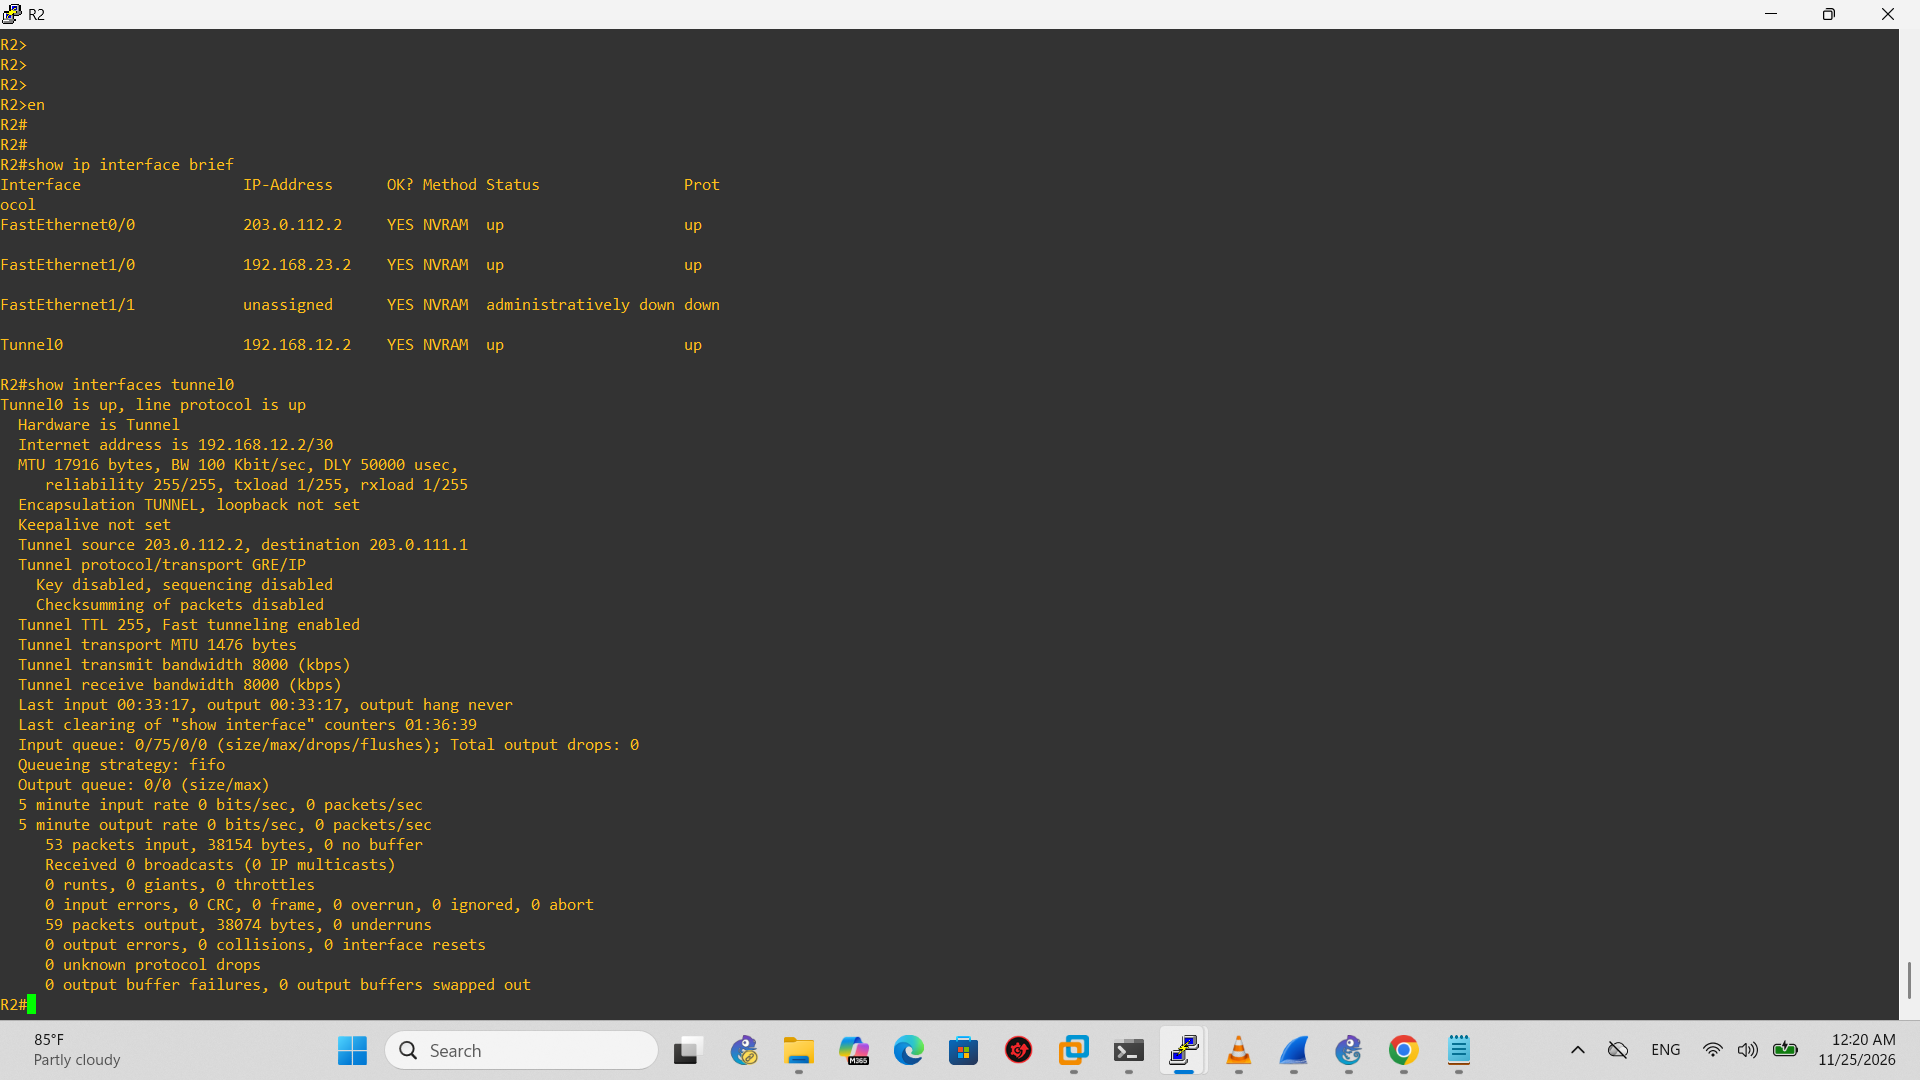 R2
R2>
R2>
R2>
R2>en
R2#
R2#
R2#show ip interface brief
Interface                  IP-Address      OK? Method Status                Prot
ocol
FastEthernet0/0            203.0.112.2     YES NVRAM  up                    up
FastEthernet1/0            192.168.23.2    YES NVRAM  up                    up
FastEthernet1/1            unassigned      YES NVRAM  administratively down down
Tunnel0                    192.168.12.2    YES NVRAM  up                    up
R2#show interfaces tunnel0
Tunnel0 is up, line protocol is up
  Hardware is Tunnel
  Internet address is 192.168.12.2/30
  MTU 17916 bytes, BW 100 Kbit/sec, DLY 50000 usec,
     reliability 255/255, txload 1/255, rxload 1/255
  Encapsulation TUNNEL, loopback not set
  Keepalive not set
  Tunnel source 203.0.112.2, destination 203.0.111.1
  Tunnel protocol/transport GRE/IP
    Key disabled, sequencing disabled
    Checksumming of packets disabled
  Tunnel TTL 255, Fast tunneling enabled
  Tunnel transport MTU 1476 bytes
  Tunnel transmit bandwidth 8000 (kbps)
  Tunnel receive bandwidth 8000 (kbps)
  Last input 00:33:17, output 00:33:17, output hang never
  Last clearing of "show interface" counters 01:36:39
  Input queue: 0/75/0/0 (size/max/drops/flushes); Total output drops: 0
  Queueing strategy: fifo
  Output queue: 0/0 (size/max)
  5 minute input rate 0 bits/sec, 0 packets/sec
  5 minute output rate 0 bits/sec, 0 packets/sec
     53 packets input, 38154 bytes, 0 no buffer
     Received 0 broadcasts (0 IP multicasts)
     0 runts, 0 giants, 0 throttles
     0 input errors, 0 CRC, 0 frame, 0 overrun, 0 ignored, 0 abort
     59 packets output, 38074 bytes, 0 underruns
     0 output errors, 0 collisions, 0 interface resets
     0 unknown protocol drops
     0 output buffer failures, 0 output buffers swapped out
R2#
85°F
Partly cloudy
Search
M365
ENG
12:20 AM
11/25/2026